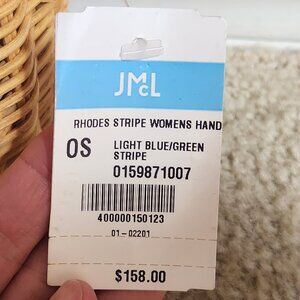 JMcL
RHODES STRIPE WOMENS HAND
OS
LIGHT BLUE/GREEN
STRIPE
0159871007
400000150123
01-02201
$158.00